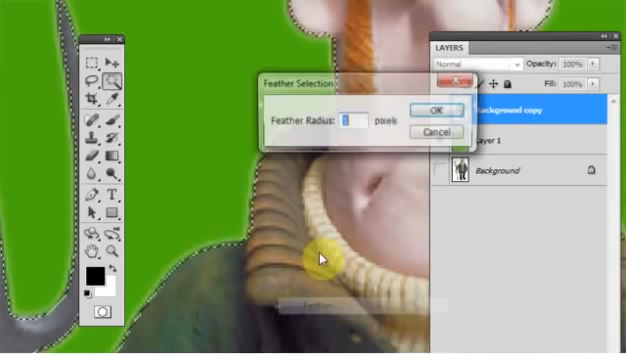 LAYERS
Normal
Opacity: 100%
Fill: 100%
Feather Selection
OK
Feather Radius: 1 pixels
Cancel
Background copy
Layer 1
Background
Feather...
T